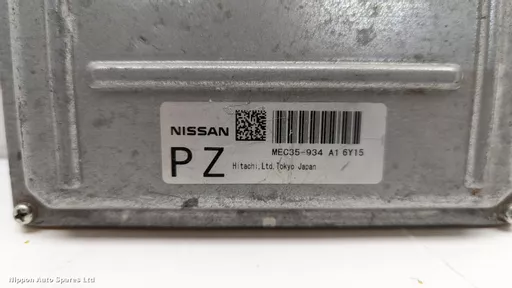 NISSAN
MEC35-934 A1 6Y15
PZ
Hitachi,Ltd.Tokyo Japan
Nippon Auto Spares Ltd